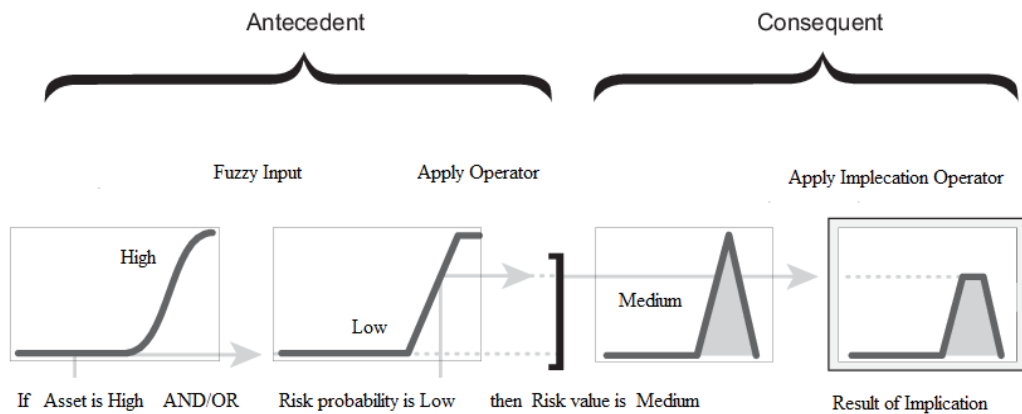 Antecedent
Consequent
Fuzzy Input
Apply Operator
Apply Implecation Operator
High
Low
Medium
If Asset is High AND/OR Risk probability is Low then Risk value is Medium
Result of Implication